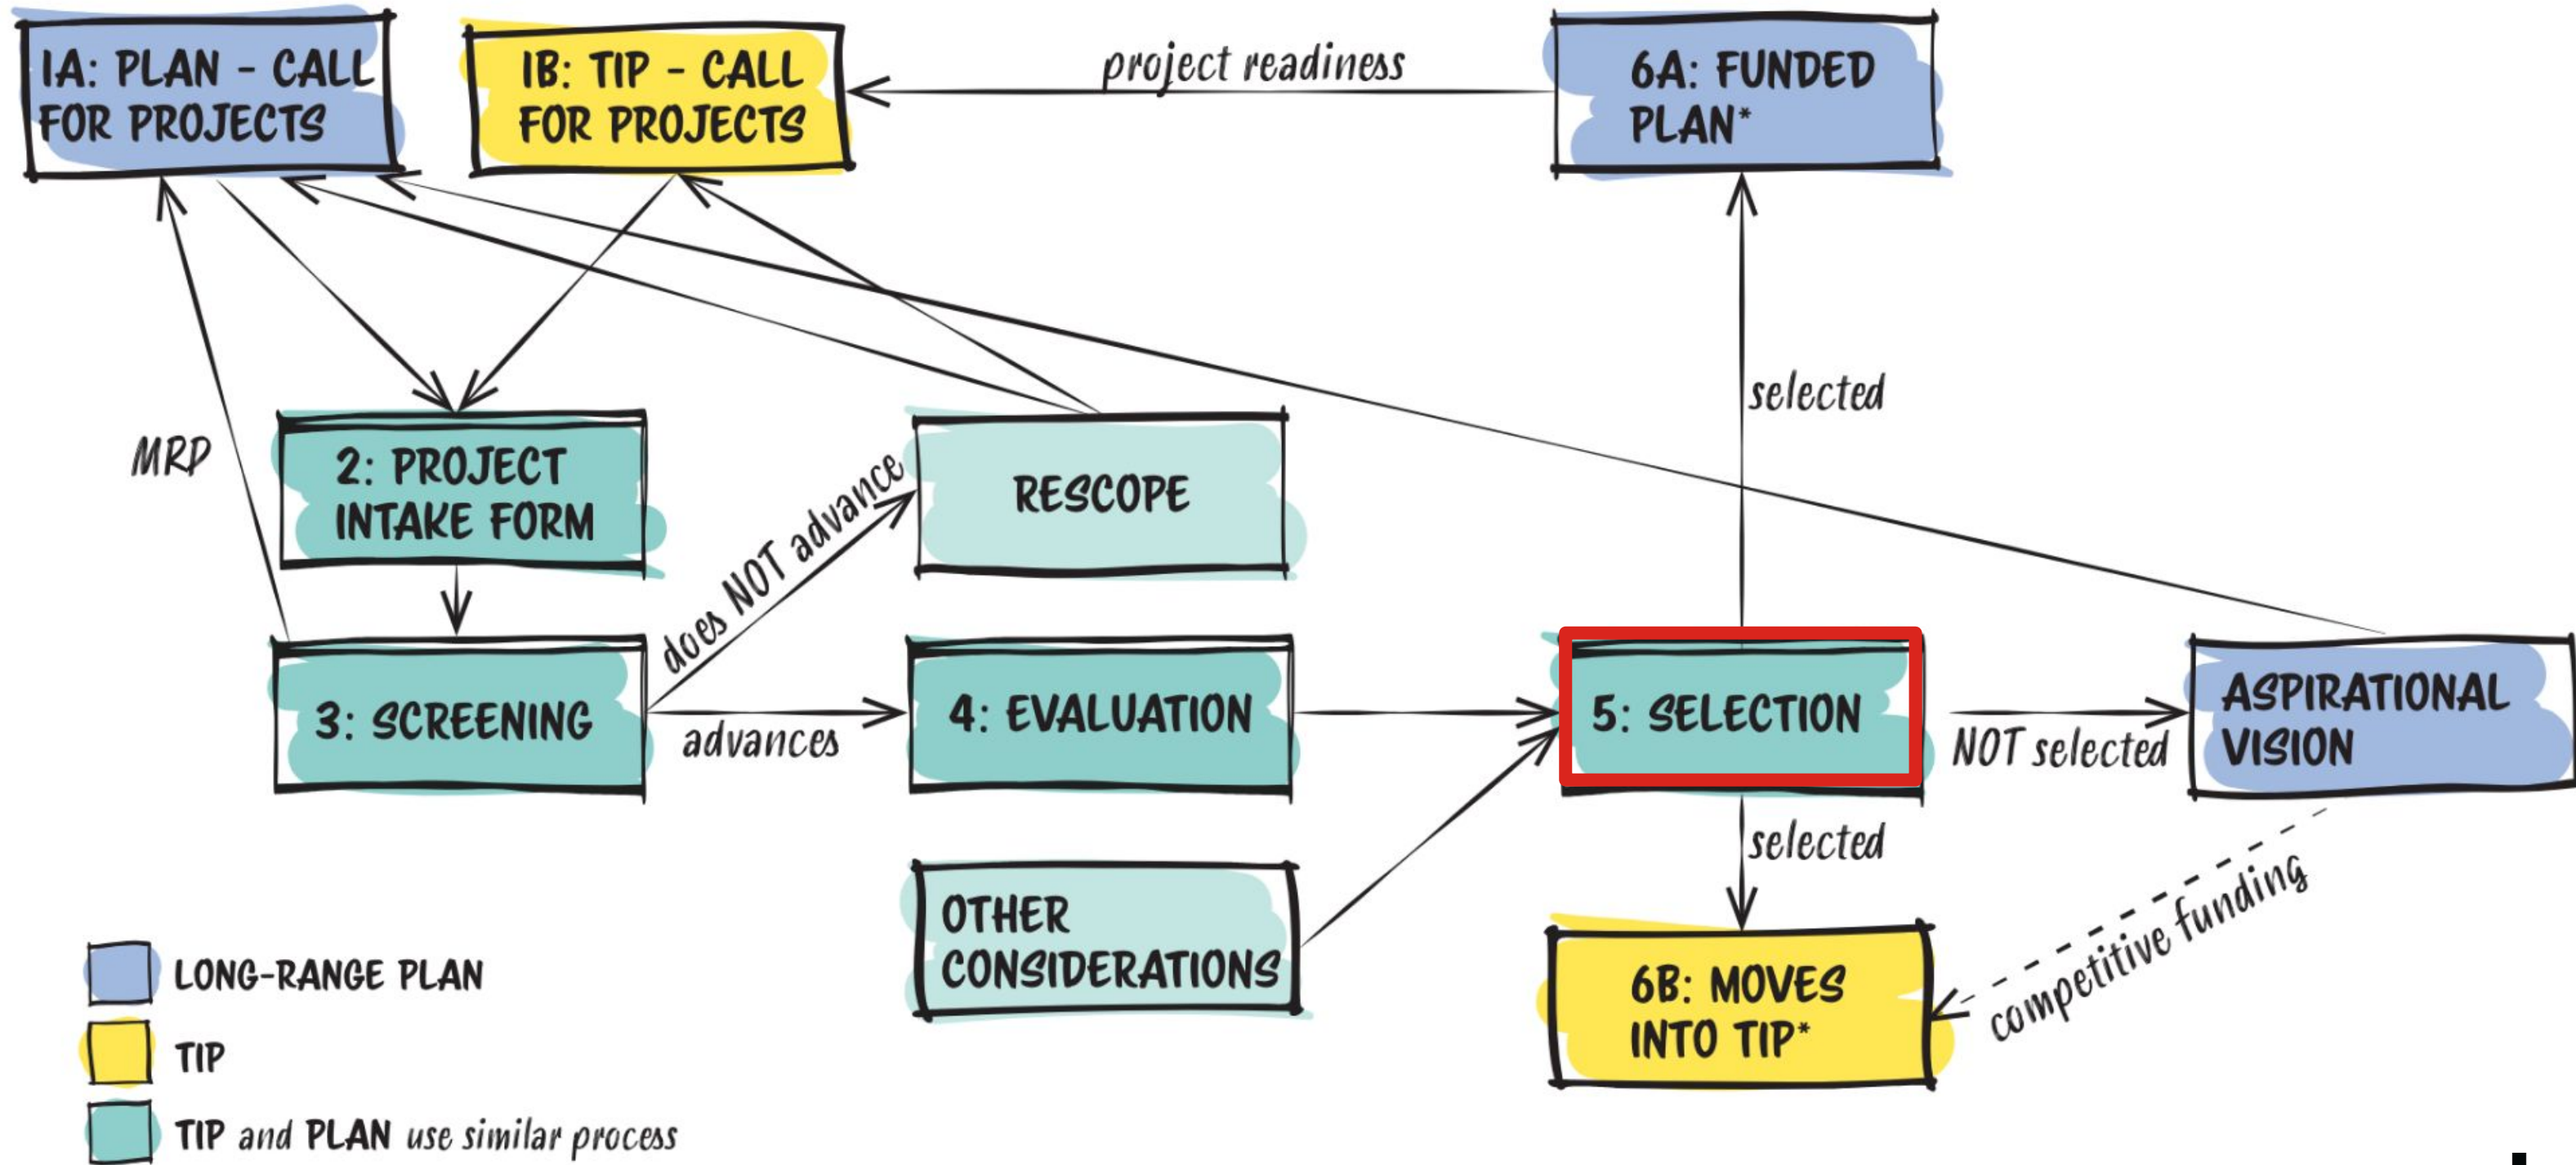 1A: PLAN - CALL
FOR PROJECTS
1B: TIP - CALL
FOR PROJECTS
project readiness
6A: FUNDED
PLAN*
selected
MRP
2: PROJECT
INTAKE FORM
does NOT advance
RESCOPE
3: SCREENING
advances
4: EVALUATION
5: SELECTION
NOT selected
ASPIRATIONAL
VISION
selected
OTHER
CONSIDERATIONS
6B: MOVES
INTO TIP*
competitive funding
LONG-RANGE PLAN
TIP
TIP and PLAN use similar process